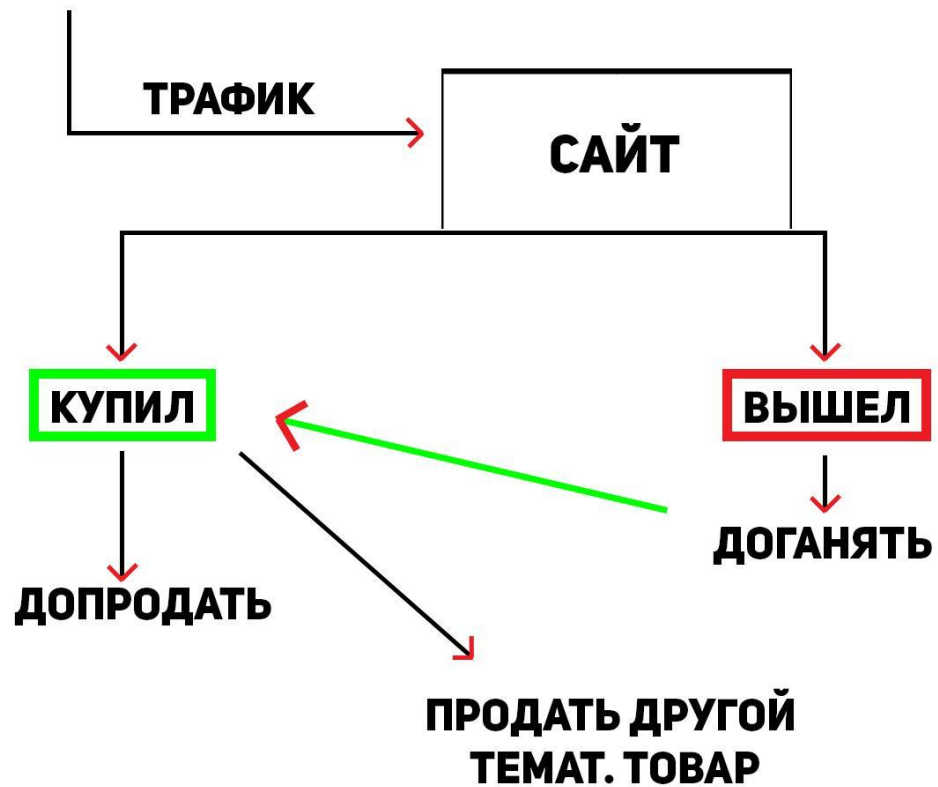 ТРАФИК
САЙТ
КУПИЛ
ВЫШЕЛ
ДОГАНЯТЬ
ДОПРОДАТЬ
ПРОДАТЬ ДРУГОЙ
ТЕМАТ. ТОВАР